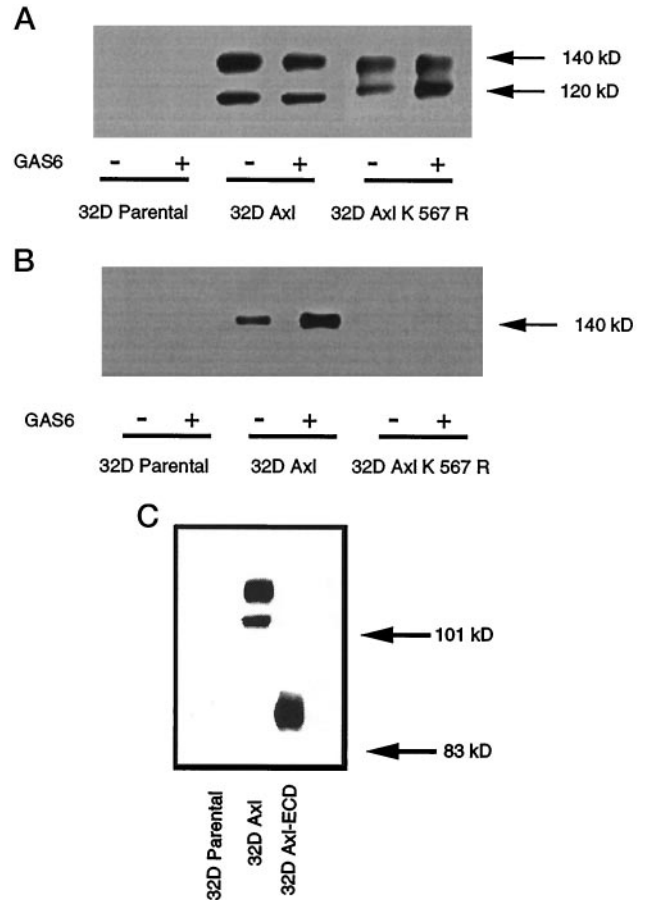 A
140 kD
120 kD
GAS6 - + - + - +
32D Parental 32D Axl 32D Axl K 567 R
B
140 kD
GAS6 - + - + - +
32D Parental 32D Axl 32D Axl K 567 R
C
101 kD
83 kD
32D Parental
32D Axl
32D Axl-ECD